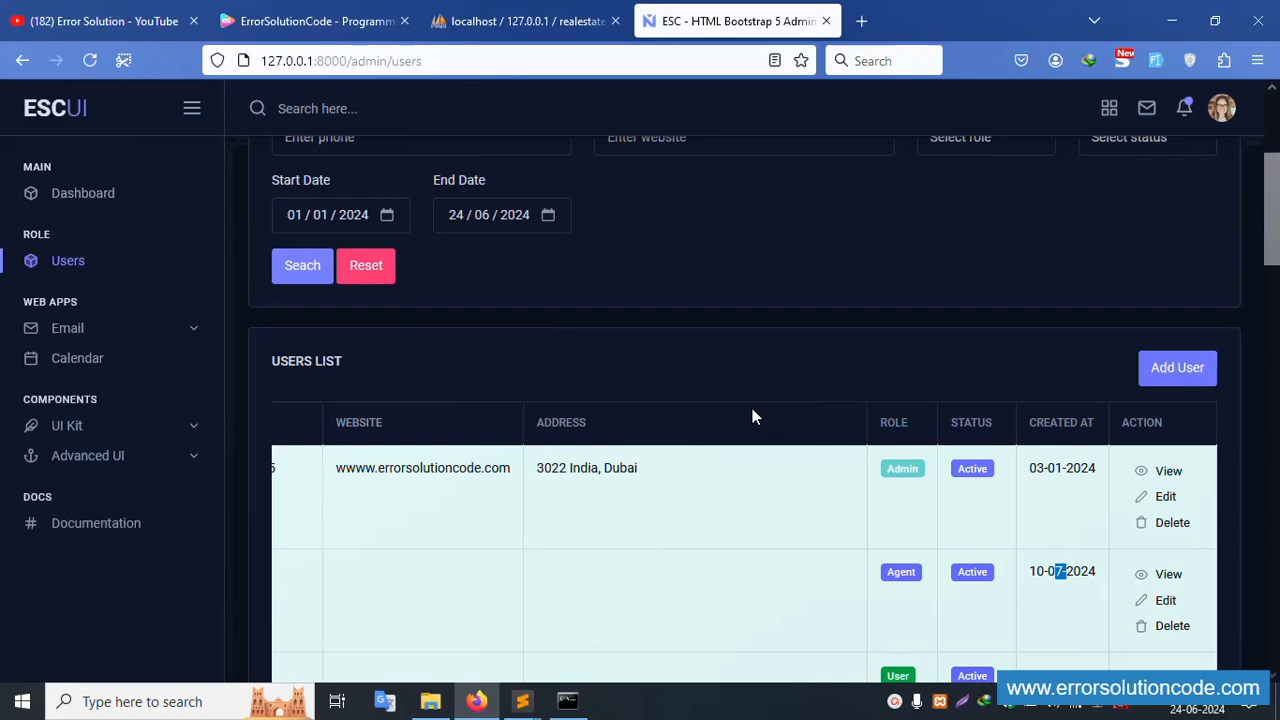 (182) Error Solution - YouTube
ErrorSolutionCode - Programm
localhost / 127.0.0.1 / realestate
ESC - HTML Bootstrap 5 Admin
127.0.0.1:8000/admin/users
Search
New
ESCUI
Search here...
MAIN
Dashboard
ROLE
Users
WEB APPS
Email
Calendar
COMPONENTS
UI Kit
Advanced UI
DOCS
Documentation
Enter phone
Enter website
Select role
Select status
Start Date
End Date
01 / 01 / 2024
24 / 06 / 2024
Seach
Reset
USERS LIST
Add User
WEBSITE ADDRESS ROLE STATUS CREATED AT ACTION
5 wwww.errorsolutioncode.com 3022 India, Dubai Admin Active 03-01-2024 View
Edit
Delete
Agent Active 10-07-2024 View
Edit
Delete
User Active
www.errorsolutioncode.com
Type here to search
24-06-2024